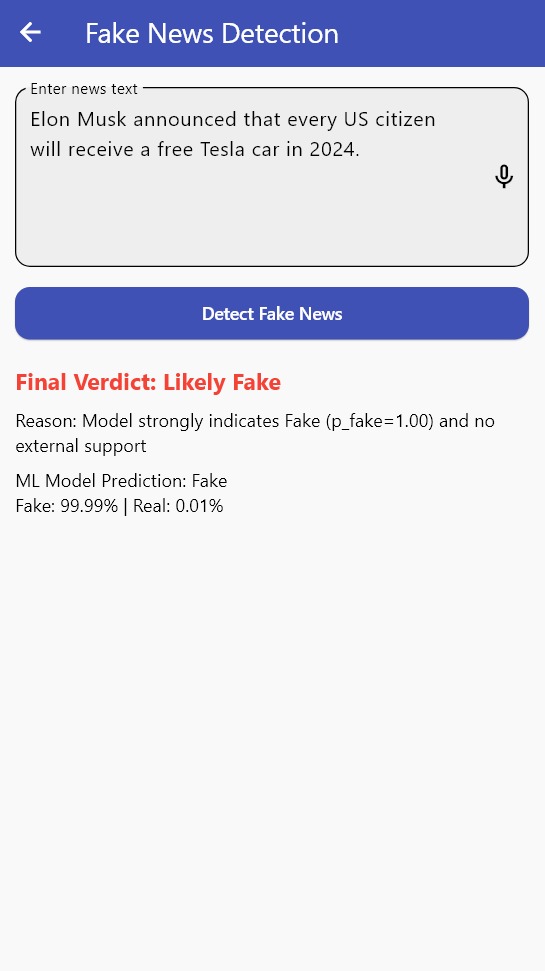 Fake News Detection
Enter news text
Elon Musk announced that every US citizen
will receive a free Tesla car in 2024.
Detect Fake News
Final Verdict: Likely Fake
Reason: Model strongly indicates Fake (p_fake=1.00) and no
external support
ML Model Prediction: Fake
Fake: 99.99% | Real: 0.01%